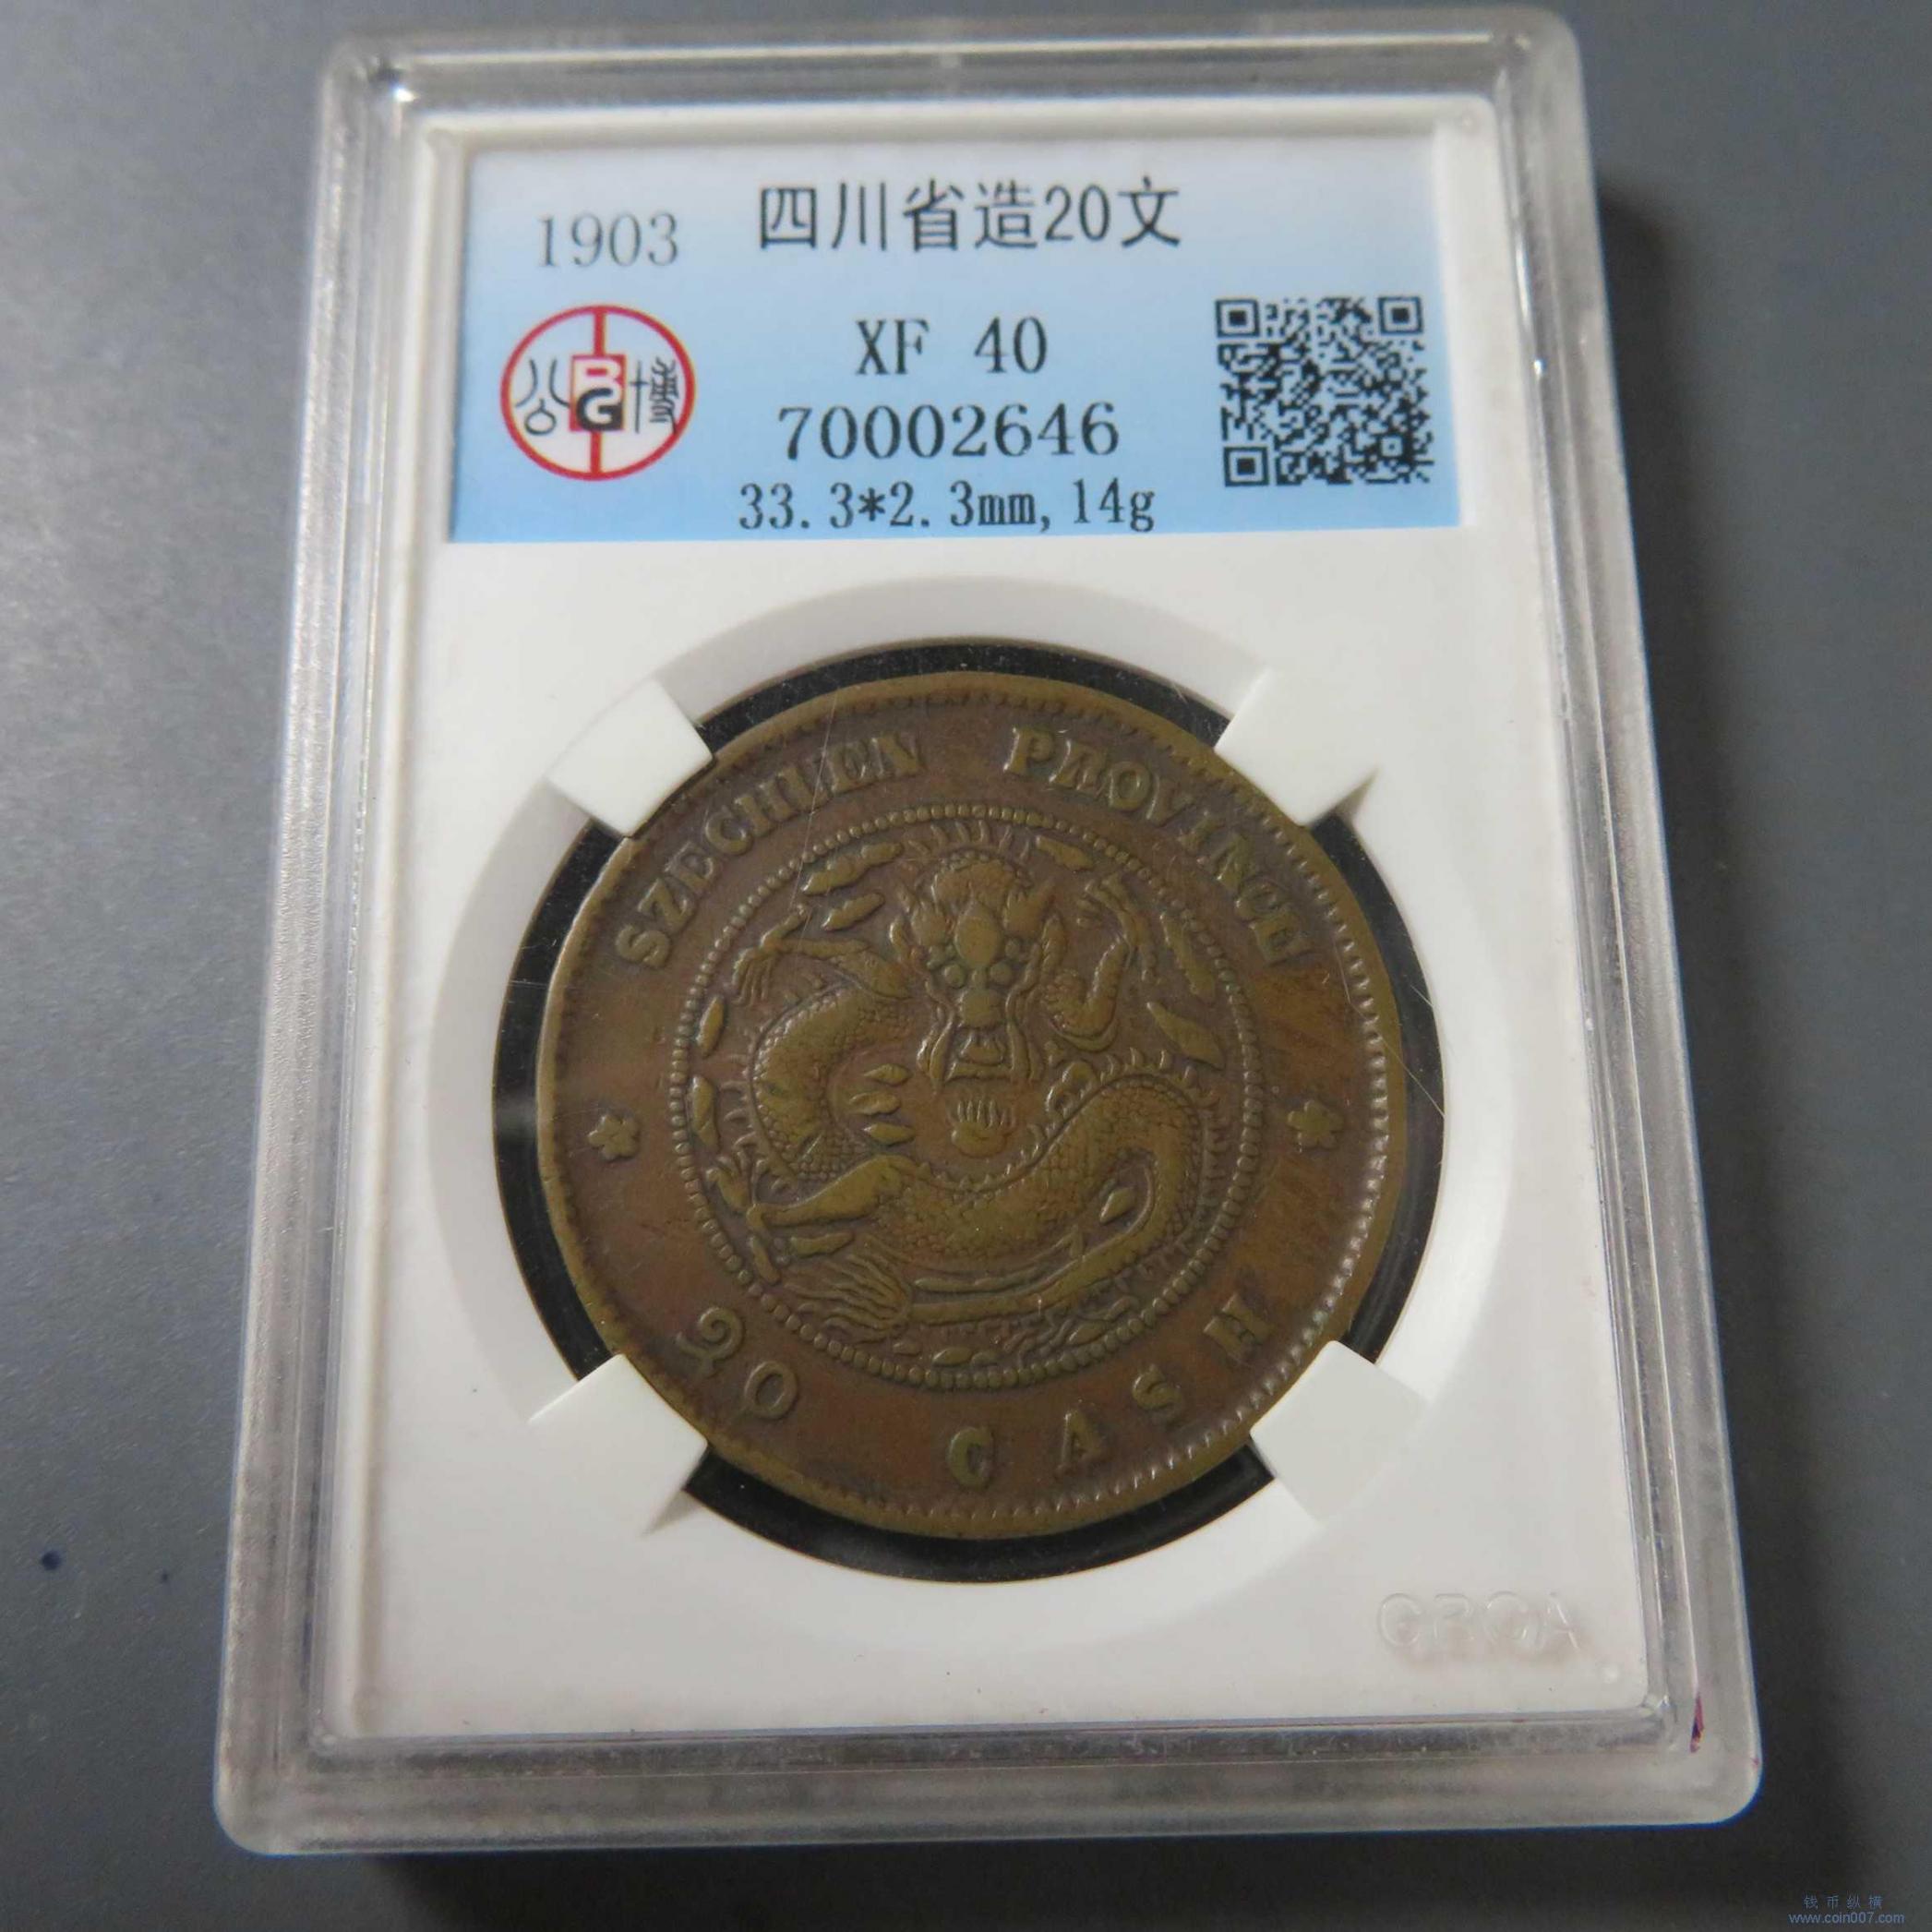 1903
四川省造20文
公
BG
博
XF 40
70002646
33.3*2.3mm,14g
SZECHUEN PROVINCE
20 CASH
GBCA
钱币纵横
www.coin007.com